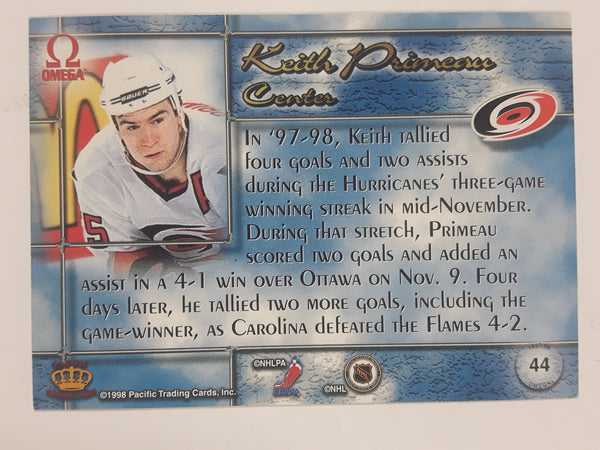 OMEGA™
Keith Primeau
Center
BAUER
5
In '97-98, Keith tallied
four goals and two assists
during the Hurricanes' three-game
winning streak in mid-November.
During that stretch, Primeau
scored two goals and added an
assist in a 4-1 win over Ottawa on Nov. 9. Four
days later, he tallied two more goals, including the
game-winner, as Carolina defeated the Flames 4-2.
©1998 Pacific Trading Cards, Inc.
©NHLPA
©NHL
44
OMEGA